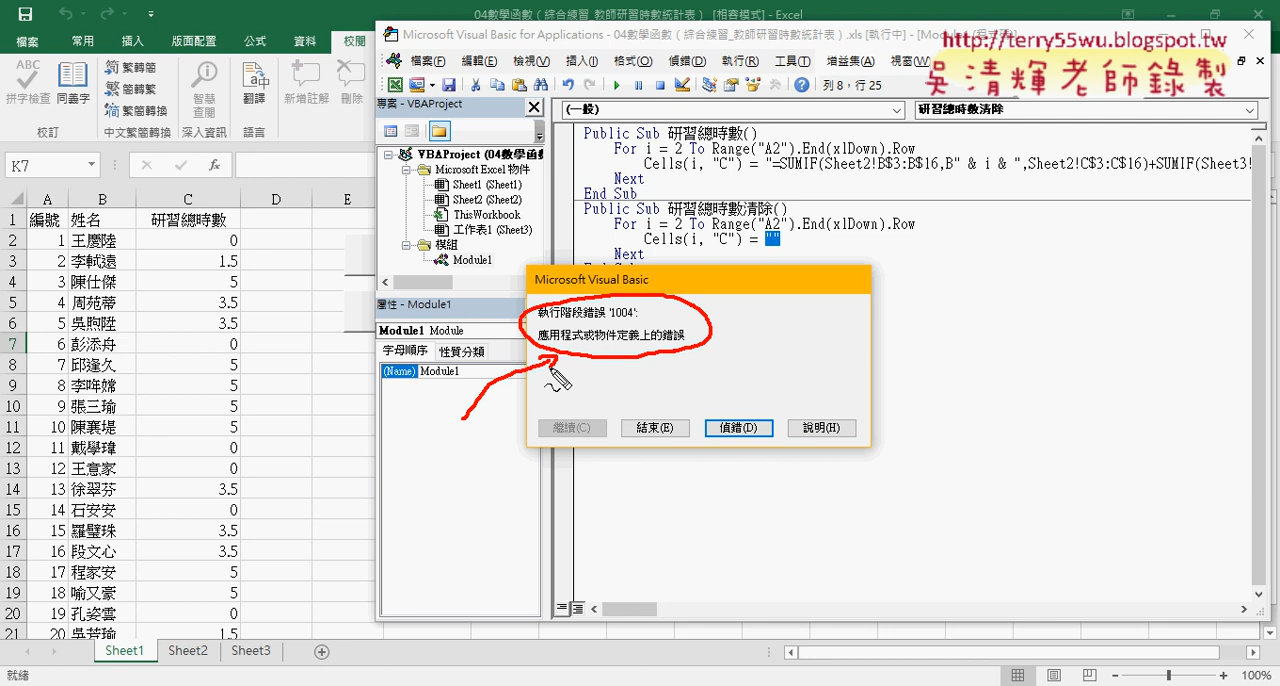 04數學函數（綜合練習_教師研習時數統計表） [相容模式] - Excel
檔案 常用 插入 版面配置 公式 資料 校閱
拼字檢查 同義字
繁轉簡
簡轉繁
繁簡轉換
智慧查閱 翻譯 新增註解 刪除
校訂 中文繁簡轉換 深入資訊 語言
K7 fx
A B C D E
1 編號 姓名 研習總時數
2 1 王慶陸 0
3 2 李軾遠 1.5
4 3 陳仕傑 5
5 4 周苑蒂 3.5
6 5 吳昫陞 3.5
7 6 彭添舟 0
8 7 邱逢久 5
9 8 李哞嫦 5
10 9 張三瑜 5
11 10 陳襄堤 5
12 11 戴學瑋 0
13 12 王意家 0
14 13 徐翠芬 3.5
15 14 石安安 0
16 15 羅璧珠 3.5
17 16 段文心 3.5
18 17 程家安 5
19 18 喻又豪 5
20 19 孔姿雲 0
21 20 吳芳瑜 1.5
Sheet1 Sheet2 Sheet3
就緒
100%
Microsoft Visual Basic for Applications - 04數學函數（綜合練習_教師研習時數統計表）.xls [執行中] - [Modul
http://terry55wu.blogspot.tw
吳清輝老師錄製
檔案(F) 編輯(E) 檢視(V) 插入(I) 格式(O) 偵錯(D) 執行(R) 工具(T) 增益集(A) 視窗(W)
列 8，行 25
專案 - VBAProject
VBAProject (04數學函數
Microsoft Excel 物件
Sheet1 (Sheet1)
Sheet2 (Sheet2)
ThisWorkbook
工作表1 (Sheet3)
模組
Module1
屬性 - Module1
Module1 Module
字母順序 性質分類
(Name) Module1
(一般) 研習總時數清除
Public Sub 研習總時數()
For i = 2 To Range("A2").End(xlDown).Row
Cells(i, "C") = "=SUMIF(Sheet2!B$3:B$16,B" & i & ",Sheet2!C$3:C$16)+SUMIF(Sheet3!
Next
End Sub
Public Sub 研習總時數清除()
For i = 2 To Range("A2").End(xlDown).Row
Cells(i, "C") = ""
Next
Microsoft Visual Basic
執行階段錯誤 '1004':
應用程式或物件定義上的錯誤
繼續(C) 結束(E) 偵錯(D) 說明(H)